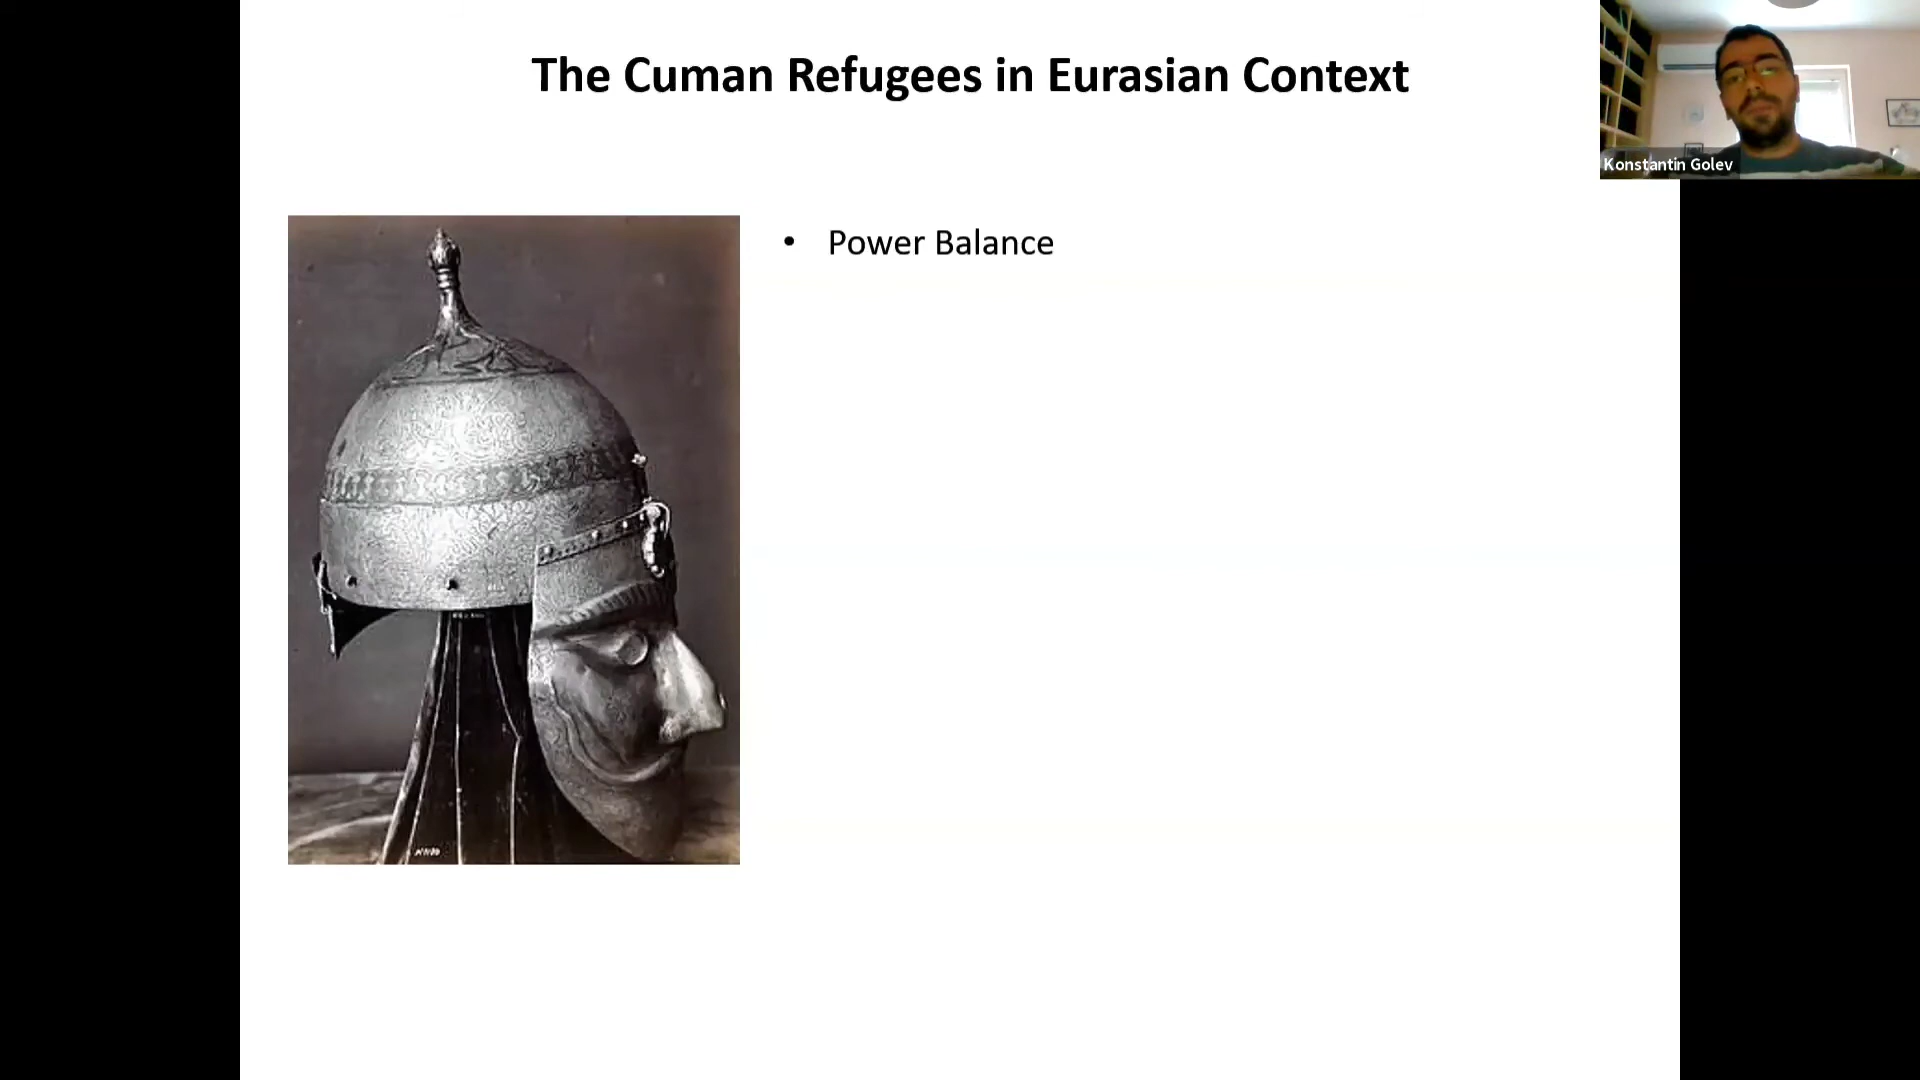 The Cuman Refugees in Eurasian Context
Konstantin Golev
• Power Balance